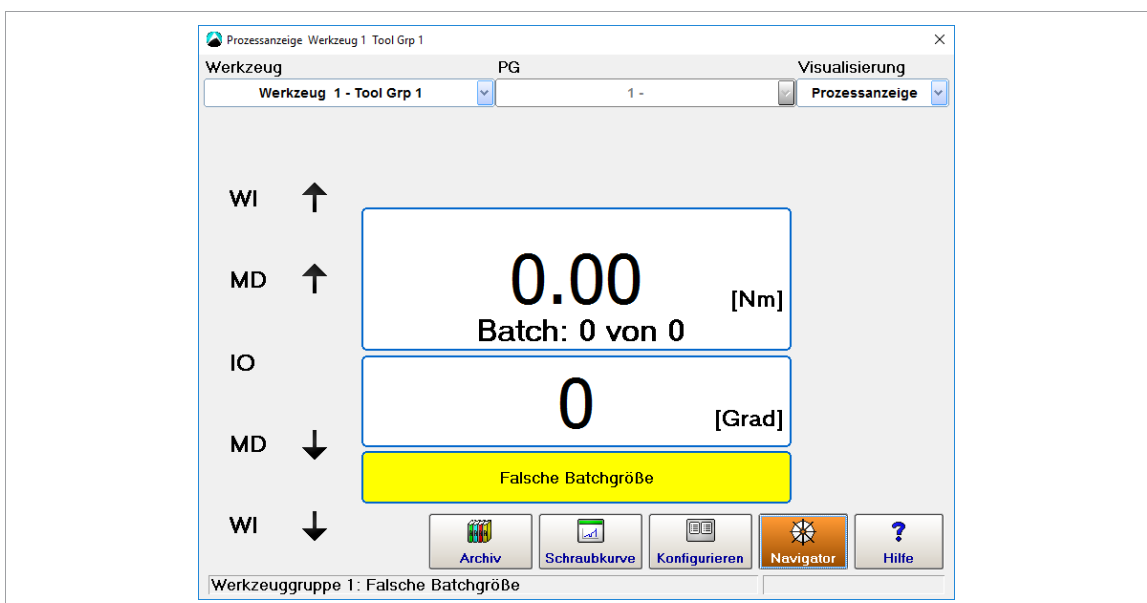 Prozessanzeige Werkzeug 1 Tool Grp 1
Werkzeug PG Visualisierung
Werkzeug 1 - Tool Grp 1 1 - Prozessanzeige
WI
MD
0.00 [Nm]
Batch: 0 von 0
IO
0 [Grad]
MD
Falsche Batchgröße
WI
Archiv Schraubkurve Konfigurieren Navigator ? Hilfe
Werkzeuggruppe 1: Falsche Batchgröße